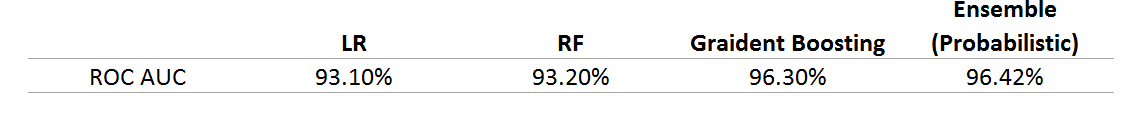 Ensemble
LR RF Graident Boosting (Probabilistic)
ROC AUC 93.10% 93.20% 96.30% 96.42%